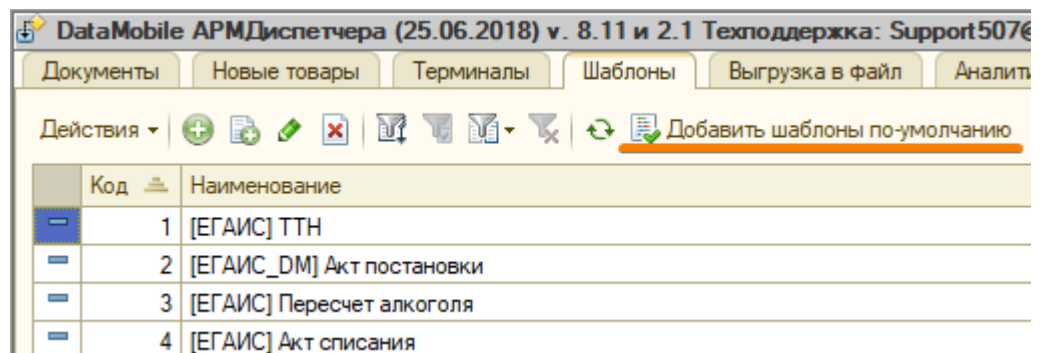 DataMobile АРМДиспетчера (25.06.2018) v. 8.11 и 2.1 Техподдержка: Support507@
Документы Новые товары Терминалы Шаблоны Выгрузка в файл Аналити
Действия Добавить шаблоны по-умолчанию
Код Наименование
1 [ЕГАИС] ТТН
2 [ЕГАИС_DM] Акт постановки
3 [ЕГАИС] Пересчет алкоголя
4 [ЕГАИС] Акт списания